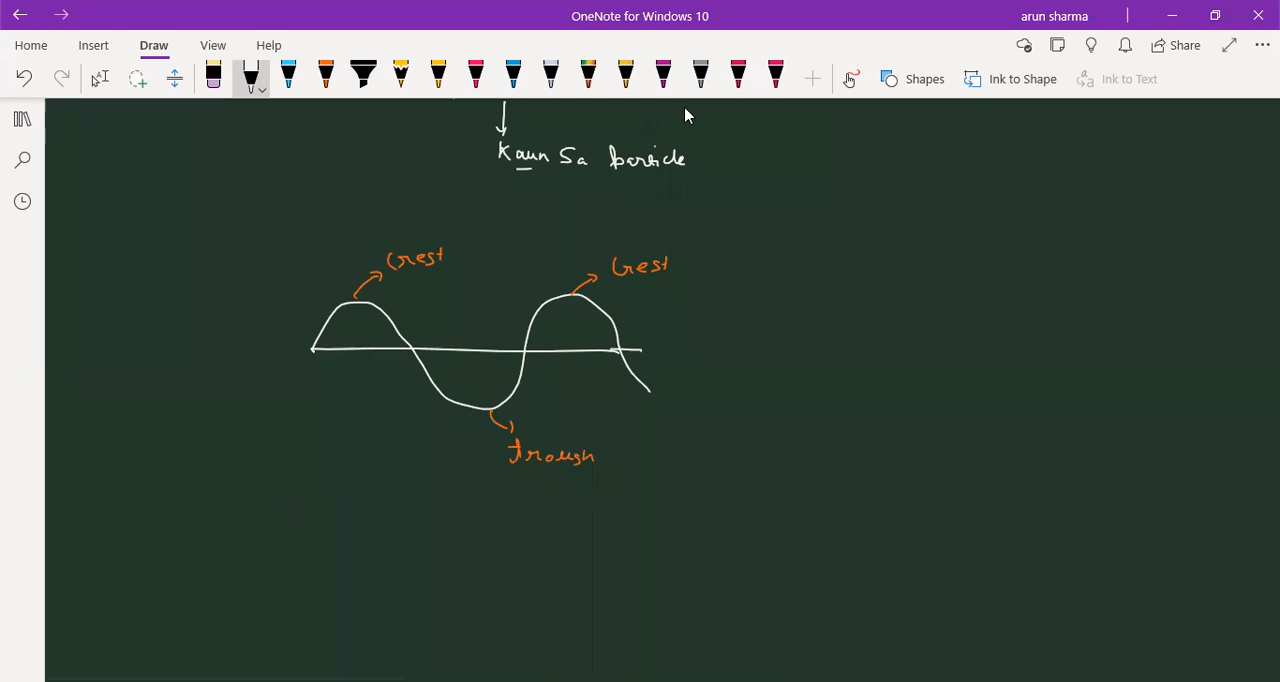 OneNote for Windows 10
arun sharma
Home Insert Draw View Help
Share
Shapes Ink to Shape Ink to Text
Kaun Sa particle
Crest
Crest
trough